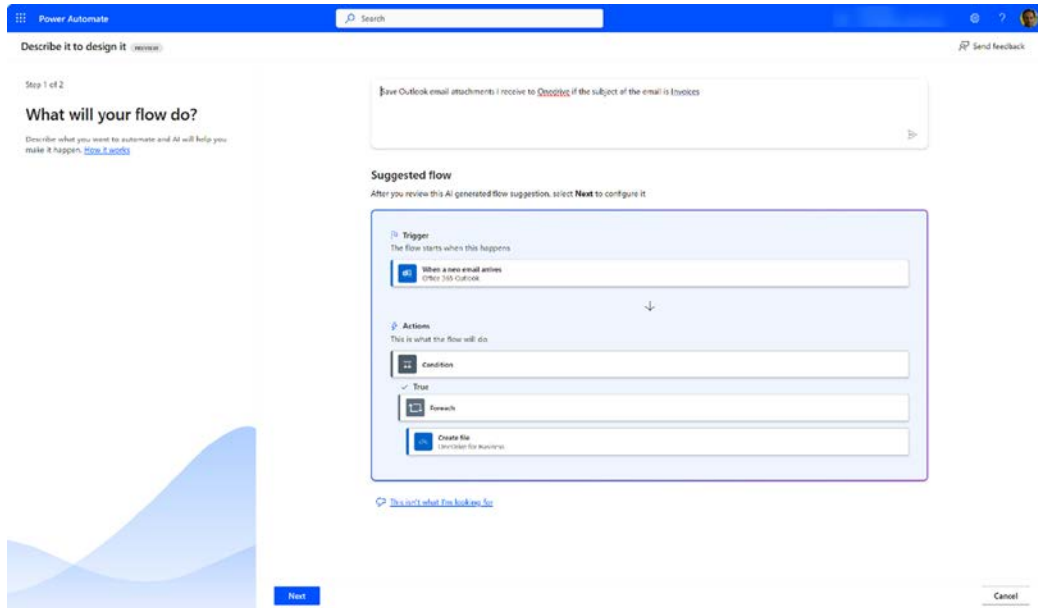 Power Automate
Search
Describe it to design it PREVIEW
Send feedback
Step 1 of 2
What will your flow do?
Describe what you want to automate and AI will help you
make it happen. How it works
Save Outlook email attachments I receive to Onedrive if the subject of the email is Invoices
Suggested flow
After you review this AI generated flow suggestion, select Next to configure it
Trigger
The flow starts when this happens
When a new email arrives
Office 365 Outlook
Actions
This is what the flow will do
Condition
True
Foreach
Create file
OneDrive for Business
This isn't what I'm looking for
Next
Cancel